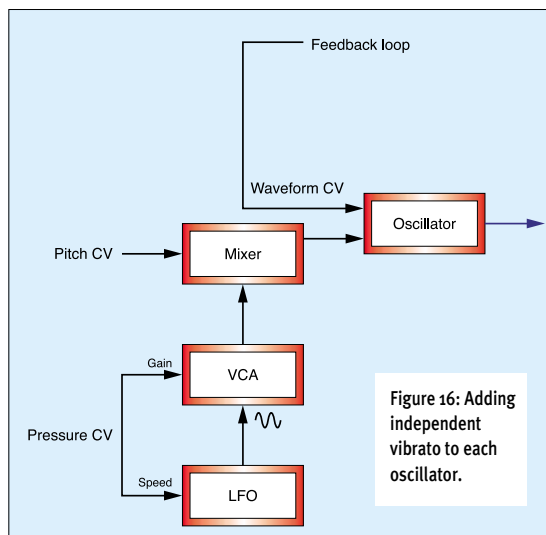 Feedback loop
Waveform CV
Oscillator
Pitch CV
Mixer
Gain
VCA
Pressure CV
Speed
LFO
Figure 16: Adding
independent
vibrato to each
oscillator.